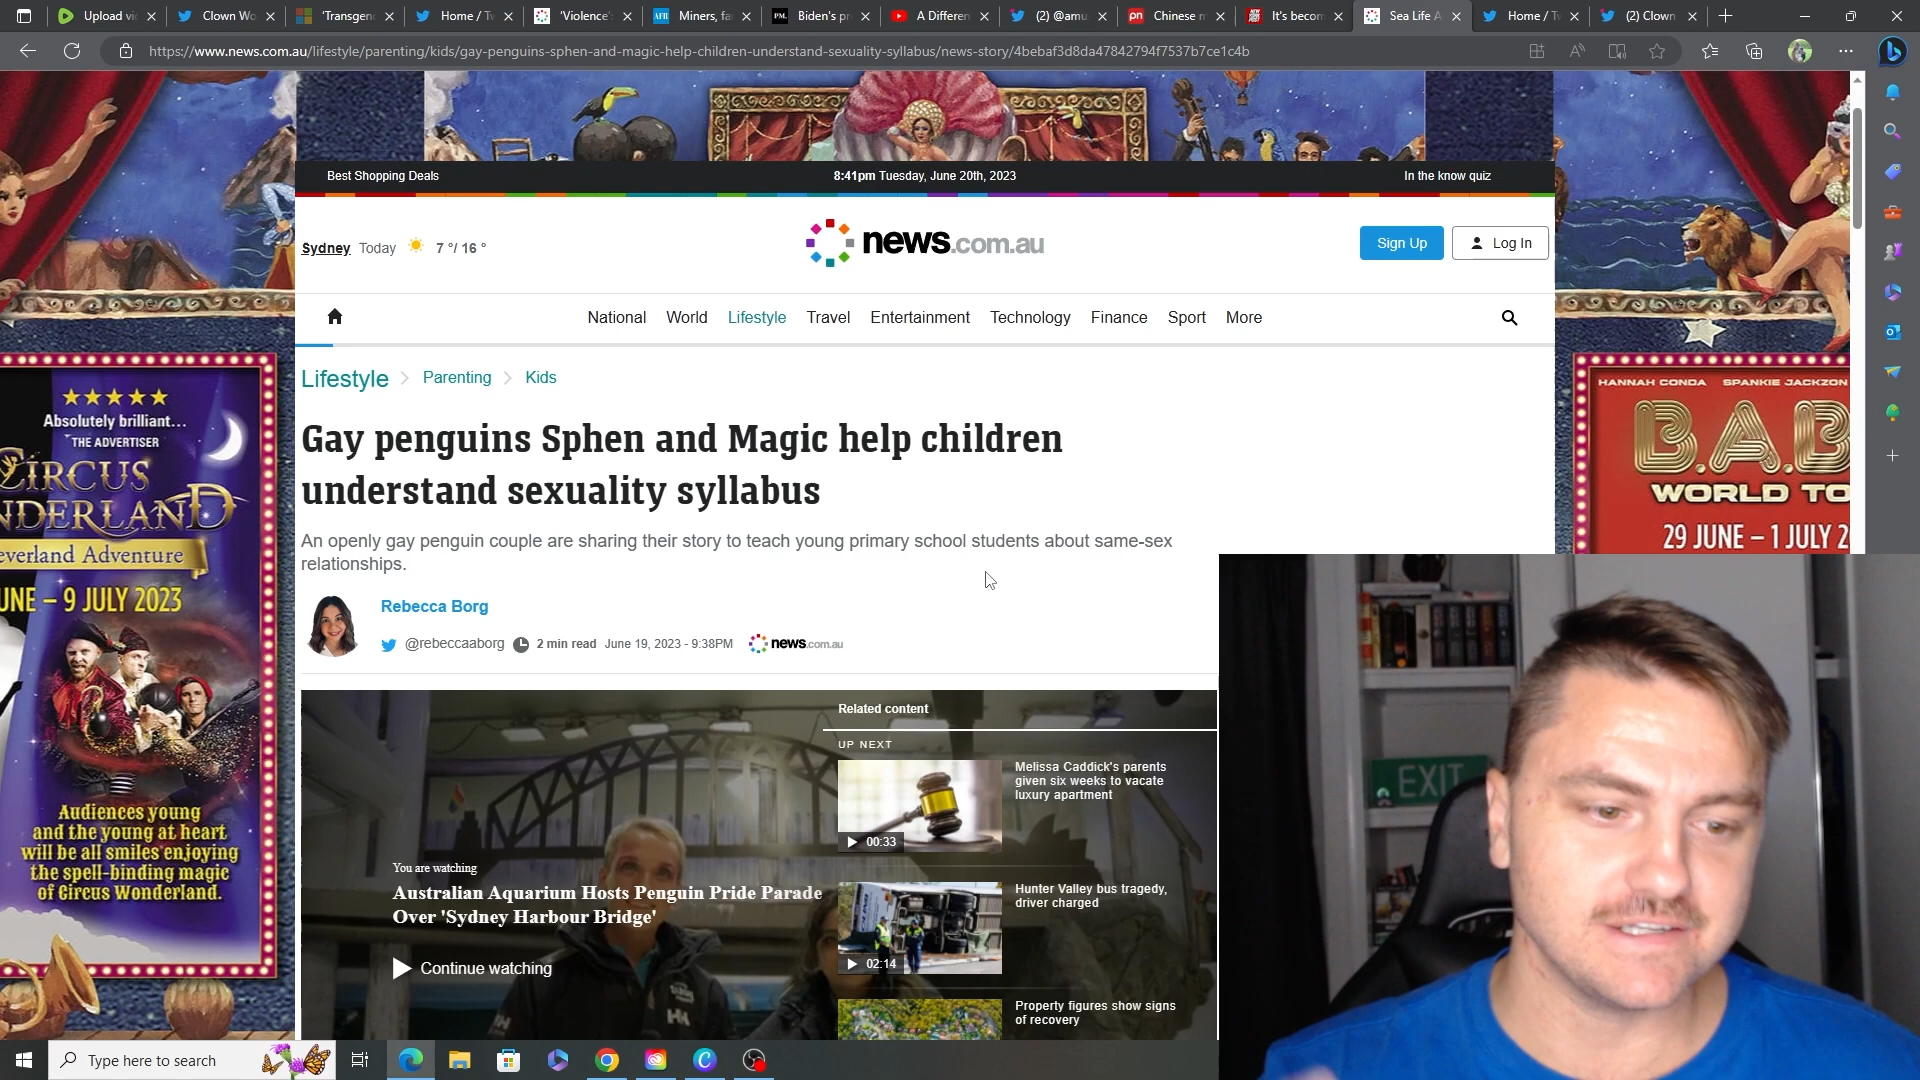 Upload vi
Clown Wo
'Transgen
Home / Tw
'Violence'
Miners, fa
Biden's pr
A Differen
(2) @amu
Chinese m
It's becom
Sea Life A
Home / Tw
(2) Clown
https://www.news.com.au/lifestyle/parenting/kids/gay-penguins-sphen-and-magic-help-children-understand-sexuality-syllabus/news-story/4bebaf3d8da47842794f7537b7ce1c4b
Best Shopping Deals
8:41pm Tuesday, June 20th, 2023
In the know quiz
Sydney Today 7 °/ 16 °
news.com.au
Sign Up
Log In
National World Lifestyle Travel Entertainment Technology Finance Sport More
Lifestyle Parenting Kids
Gay penguins Sphen and Magic help children
understand sexuality syllabus
An openly gay penguin couple are sharing their story to teach young primary school students about same-sex
relationships.
Rebecca Borg
@rebeccaaborg 2 min read June 19, 2023 - 9:38PM news.com.au
Related content
UP NEXT
Melissa Caddick's parents
given six weeks to vacate
luxury apartment
00:33
You are watching
Australian Aquarium Hosts Penguin Pride Parade
Over 'Sydney Harbour Bridge'
Continue watching
Hunter Valley bus tragedy,
driver charged
02:14
Property figures show signs
of recovery
Absolutely brilliant...
THE ADVERTISER
CIRCUS
NDERLAND
everland Adventure
UNE – 9 JULY 2023
Audiences young
and the young at heart
will be all smiles enjoying
the spell-binding magic
of Circus Wonderland.
HANNAH CONDA SPANKIE JACKZON
B.A.B
WORLD TO
29 JUNE – 1 JULY 2
EXIT
Type here to search